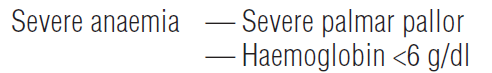 Severe anaemia — Severe palmar pallor
— Haemoglobin <6 g/dl